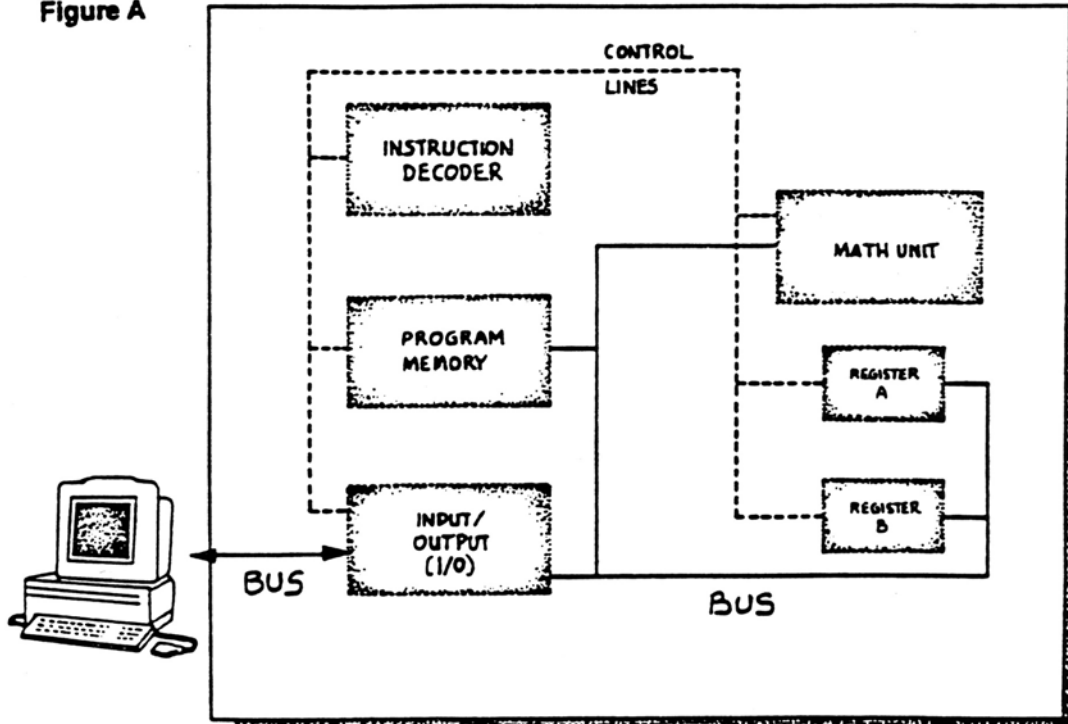 Figure A
CONTROL
LINES
INSTRUCTION
DECODER
MATH UNIT
PROGRAM
MEMORY
REGISTER
A
REGISTER
B
INPUT/
OUTPUT
(I/O)
BUS
BUS